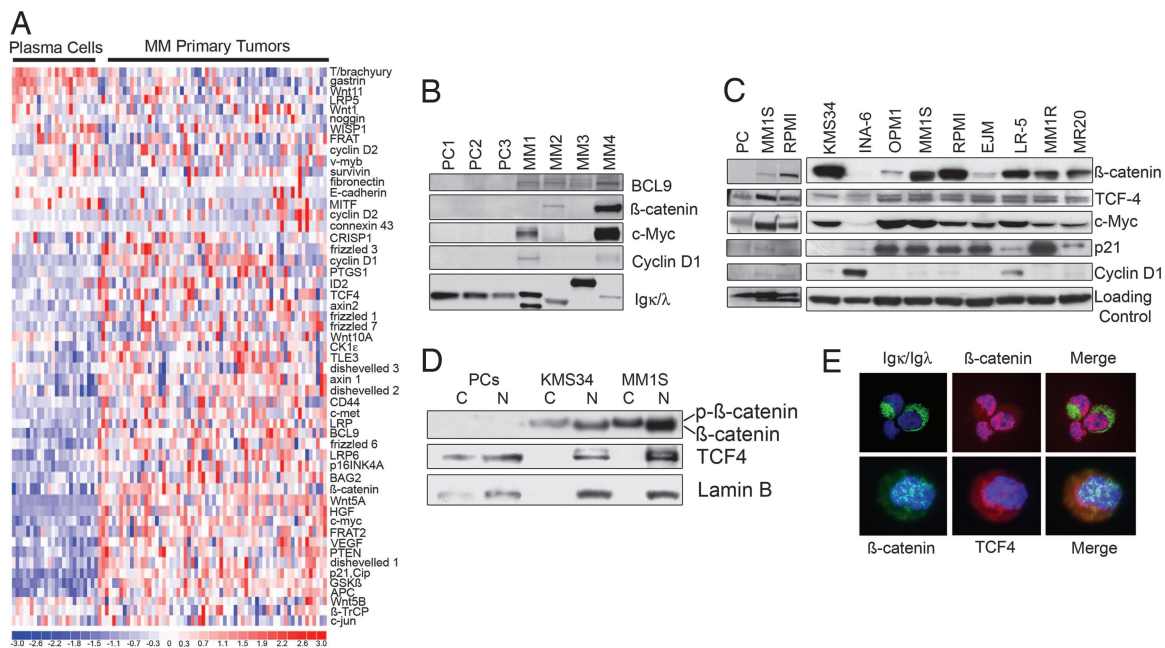 A
Plasma Cells
MM Primary Tumors
T/brachyury
gastrin
Wnt11
LRP5
Wnt1
noggin
WISP1
FRAT
cyclin D2
v-myb
survivin
fibronectin
E-cadherin
MITF
cyclin D2
connexin 43
CRISP1
frizzled 3
cyclin D1
PTGS1
ID2
TCF4
axin2
frizzled 1
frizzled 7
Wnt10A
CK1ε
TLE3
dishevelled 3
axin 1
dishevelled 2
CD44
c-met
LRP
BCL9
frizzled 6
LRP6
p16INK4A
BAG2
ß-catenin
Wnt5A
HGF
c-myc
FRAT2
VEGF
PTEN
dishevelled 1
p21.Cip
GSKß
APC
Wnt5B
ß-TrCP
c-jun
-3.0 -2.6 -2.2 -1.8 -1.5 -1.1 -0.7 -0.3 0 0.3 0.7 1.1 1.5 1.9 2.2 2.6 3.0
B
PC1 PC2 PC3 MM1 MM2 MM3 MM4
BCL9
ß-catenin
c-Myc
Cyclin D1
Igκ/λ
C
PC MM1S RPMI KMS34 INA-6 OPM1 MM1S RPMI EJM LR-5 MM1R MR20
ß-catenin
TCF-4
c-Myc
p21
Cyclin D1
Loading
Control
D
PCs KMS34 MM1S
C N C N C N
p-ß-catenin
ß-catenin
TCF4
Lamin B
E
Igκ/Igλ ß-catenin Merge
ß-catenin TCF4 Merge